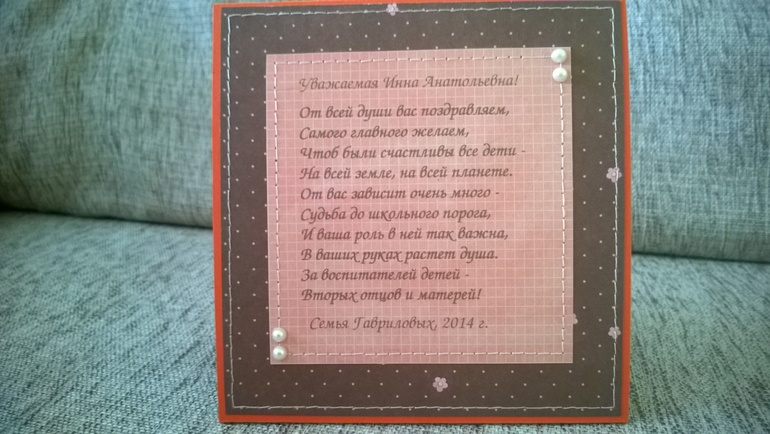 Уважаемая Инна Анатольевна!
От всей души вас поздравляем,
Самого главного желаем,
Чтоб были счастливы все дети -
На всей земле, на всей планете.
От вас зависит очень много -
Судьба до школьного порога,
И ваша роль в ней так важна,
В ваших руках растет душа.
За воспитателей детей -
Вторых отцов и матерей!
Семья Гавриловых, 2014 г.